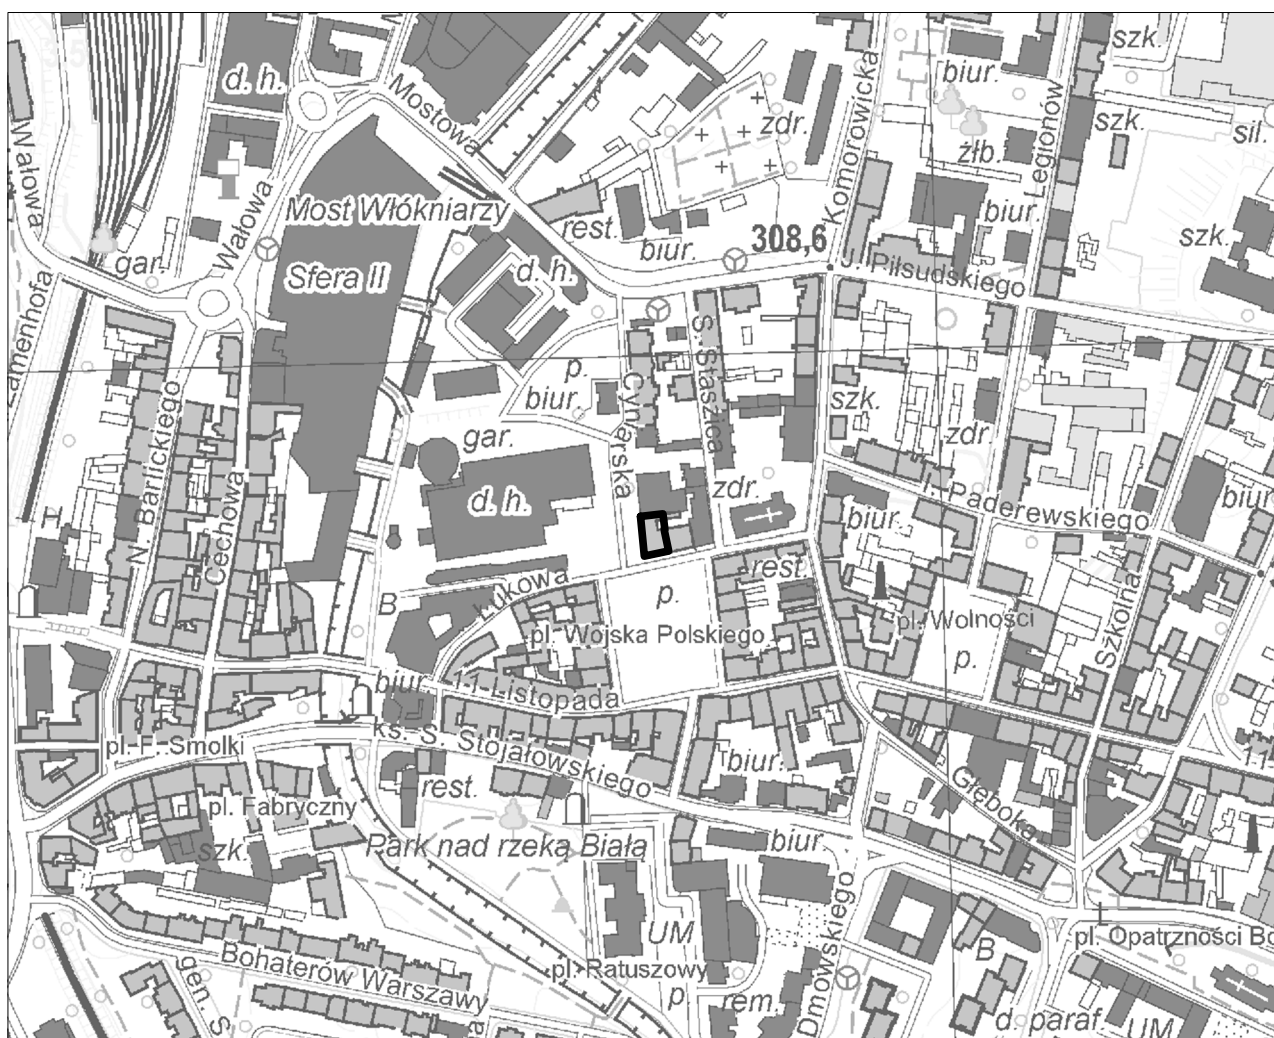 szk.
d. h.
biur.
Mostowa
zdr.
Komorowicka
Legionów
szk.
sil.
Wałowa
żłb.
Wałowa
Most Włókniarzy
rest.
biur.
308,6
biur.
szk.
gar.
Sfera II
d. h.
J. Piłsudskiego
Zamenhofa
S. Staszica
p.
biur.
Cyniarska
szk.
N. Barlickiego
gar.
zdr.
Cechowa
d. h.
zdr.
I. Paderewskiego
biur.
biur.
H
rest.
B
Łukowa
p.
pl. Wojska Polskiego
pl. Wolności
Szkolna
p.
biur.
11 Listopada
pl. F. Smolki
ks. S. Stojałowskiego
biur.
11
rest.
Głęboka
pl. Fabryczny
szk.
Park nad rzeką Białą
biur.
UM
Dmowskiego
B
pl. Opatrzności Bo
Bohaterów Warszawy
gen. S.
pl. Ratuszowy
p.
rem.
d. paraf.
UM